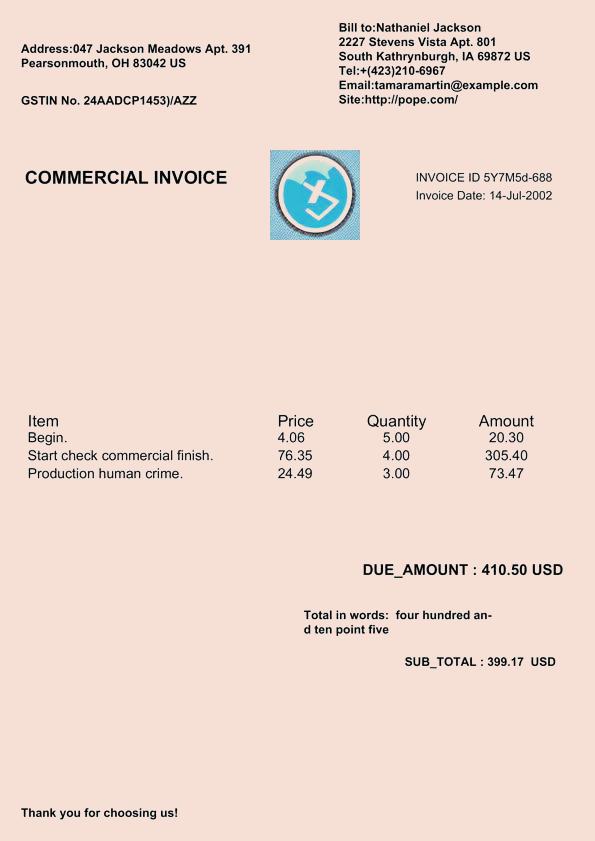 Address:047 Jackson Meadows Apt. 391
Pearsonmouth, OH 83042 US
GSTIN No. 24AADCP1453)/AZZ
Bill to:Nathaniel Jackson
2227 Stevens Vista Apt. 801
South Kathrynburgh, IA 69872 US
Tel:+(423)210-6967
Email:tamaramartin@example.com
Site:http://pope.com/
COMMERCIAL INVOICE
INVOICE ID 5Y7M5d-688
Invoice Date: 14-Jul-2002
Item Price Quantity Amount
Begin. 4.06 5.00 20.30
Start check commercial finish. 76.35 4.00 305.40
Production human crime. 24.49 3.00 73.47
DUE_AMOUNT : 410.50 USD
Total in words: four hundred an-
d ten point five
SUB_TOTAL : 399.17 USD
Thank you for choosing us!